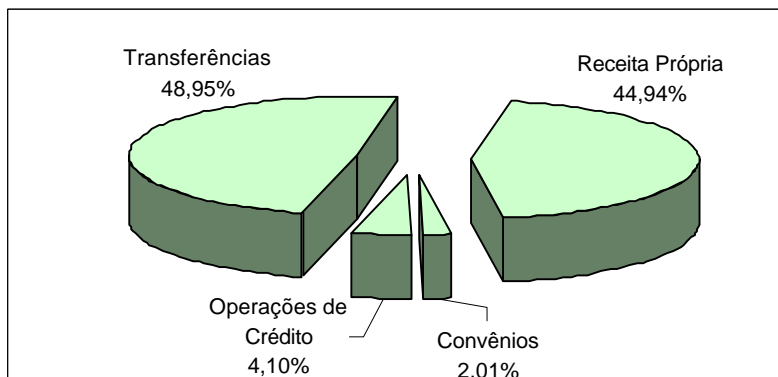 Transferências
48,95%
Receita Própria
44,94%
Operações de
Crédito
4,10%
Convênios
2,01%